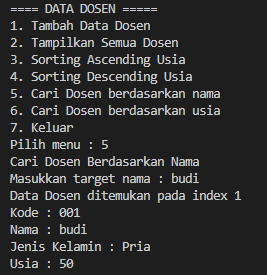 ==== DATA DOSEN =====
1. Tambah Data Dosen
2. Tampilkan Semua Dosen
3. Sorting Ascending Usia
4. Sorting Descending Usia
5. Cari Dosen berdasarkan nama
6. Cari Dosen berdasarkan usia
7. Keluar
Pilih menu : 5
Cari Dosen Berdasarkan Nama
Masukkan target nama : budi
Data Dosen ditemukan pada index 1
Kode : 001
Nama : budi
Jenis Kelamin : Pria
Usia : 50